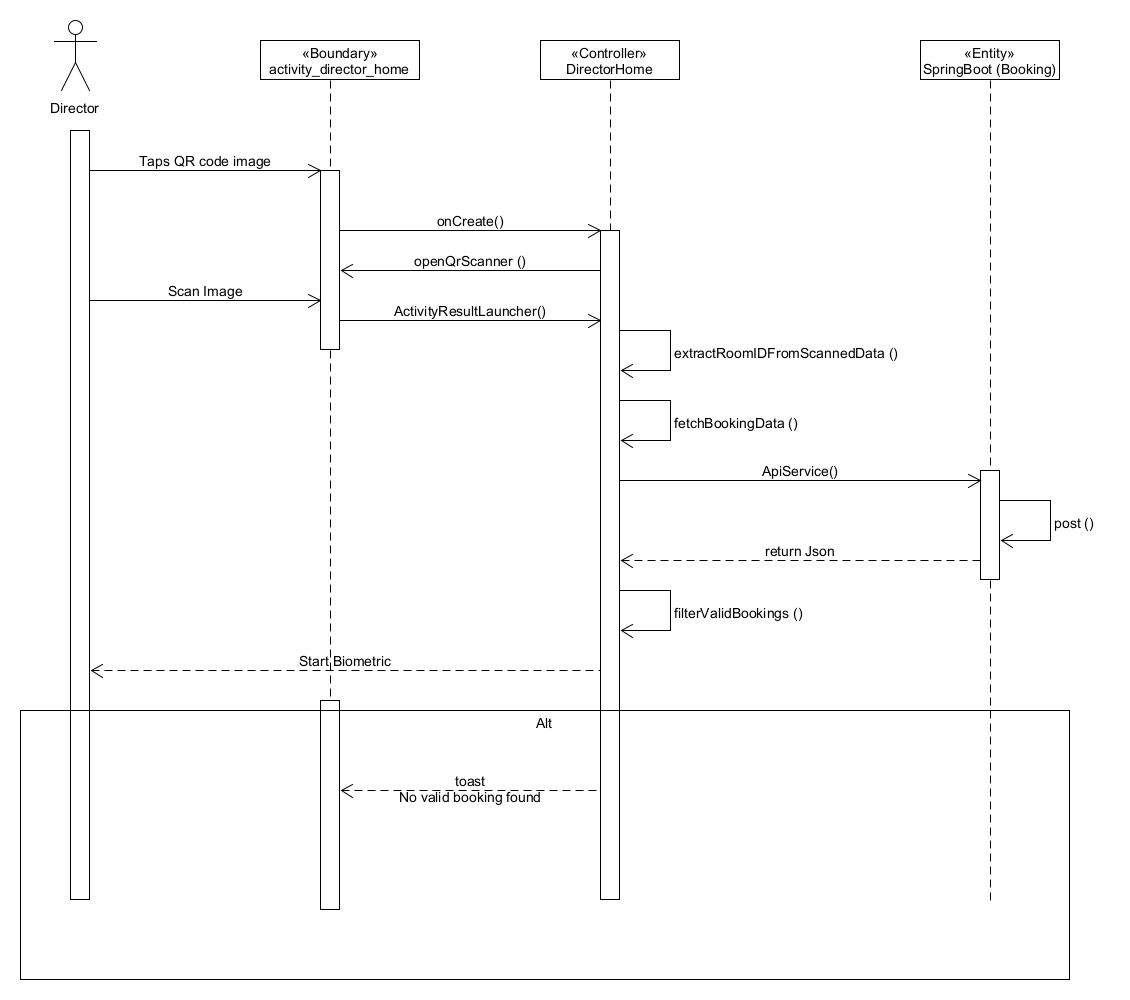 «Boundary»
activity_director_home
«Controller»
DirectorHome
«Entity»
SpringBoot (Booking)
Director
Taps QR code image
onCreate()
openQrScanner ()
Scan Image
ActivityResultLauncher()
extractRoomIDFromScannedData ()
fetchBookingData ()
ApiService()
post ()
return Json
filterValidBookings ()
Start Biometric
Alt
toast
No valid booking found